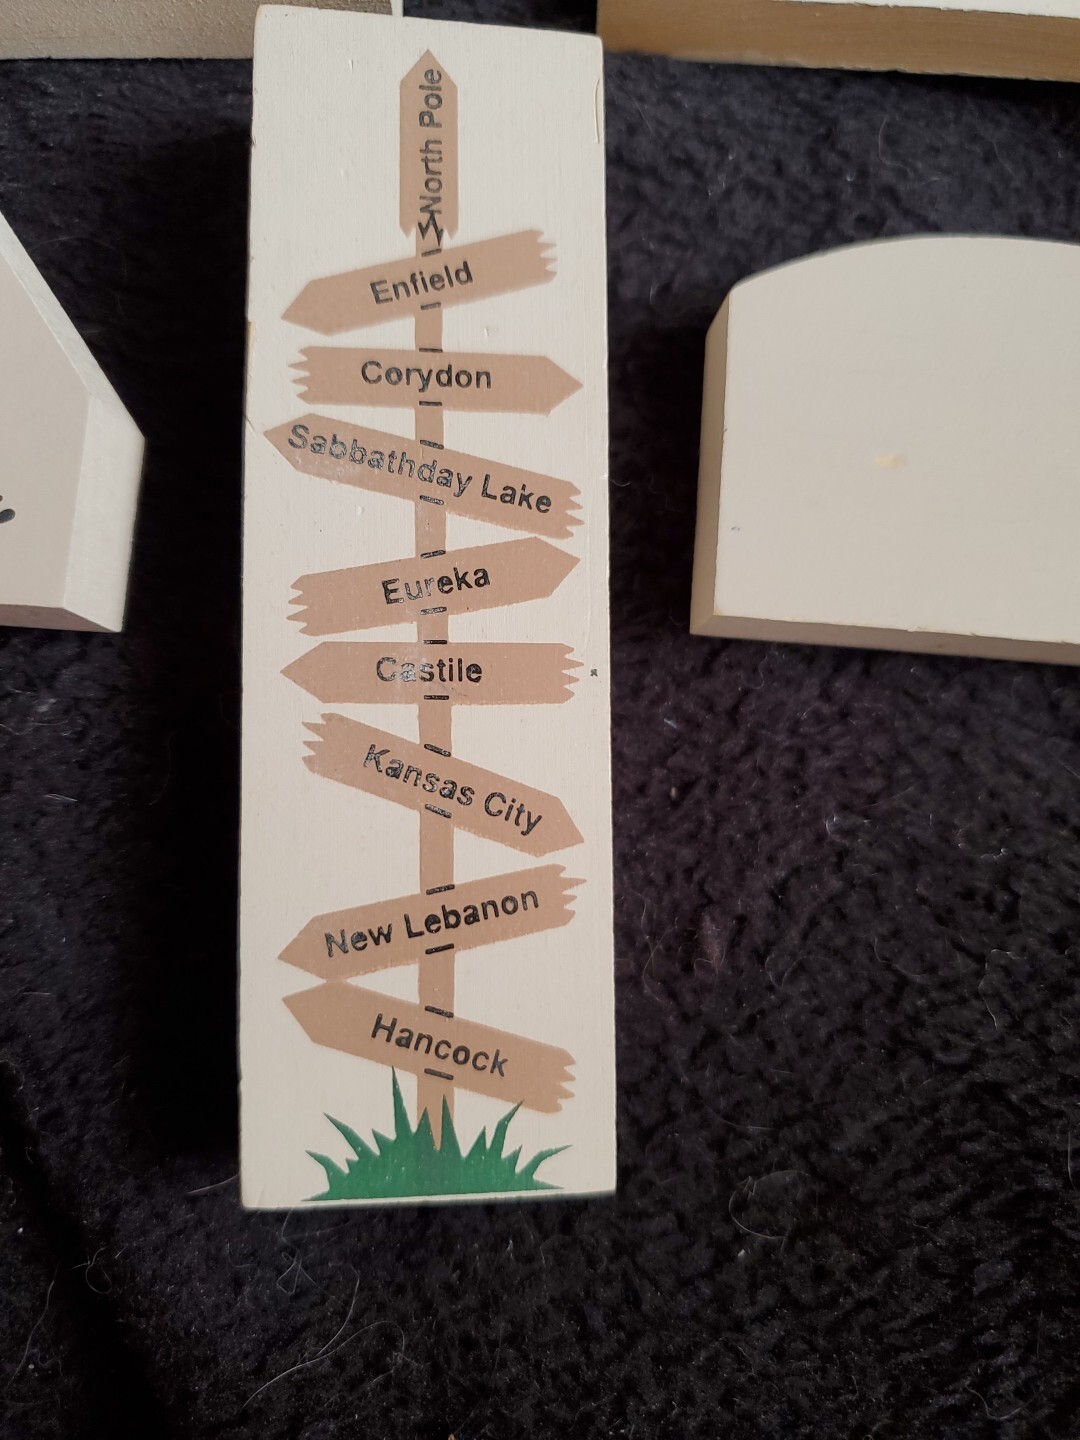 North Pole
Enfield
Corydon
Sabbathday Lake
Eureka
Castile
Kansas City
New Lebanon
Hancock